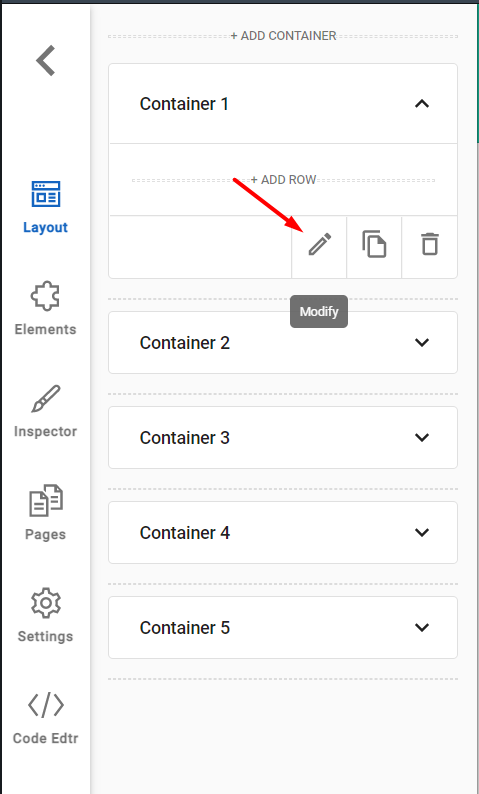 + ADD CONTAINER
Container 1
+ ADD ROW
Layout
Modify
Elements
Container 2
Inspector
Container 3
Pages
Container 4
Settings
Container 5
Code Edtr